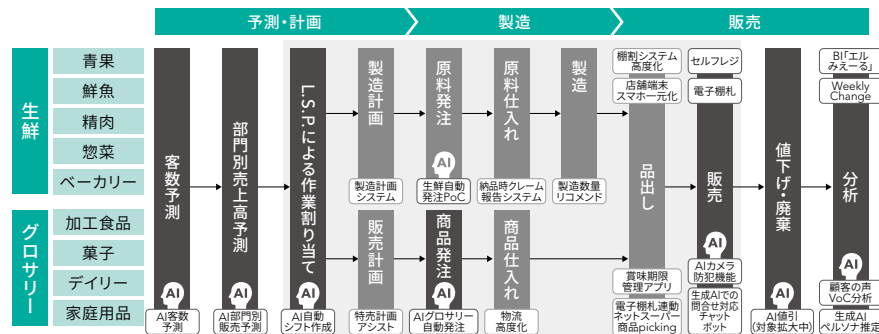 予測・計画
製造
販売
生鮮
青果
鮮魚
精肉
惣菜
ベーカリー
グロサリー
加工食品
菓子
デイリー
家庭用品
客数予測
AI
AI客数
予測
部門別売上高予測
AI
AI部門別
販売予測
L.S.P.による作業割り当て
AI
AI自動
シフト作成
製造計画
製造計画
システム
販売計画
特売計画
アシスト
原料発注
AI
生鮮自動
発注PoC
商品発注
AI
AIグロサリー
自動発注
原料仕入れ
納品時クレーム
報告システム
商品仕入れ
物流
高度化
製造
製造数量
リコメンド
棚割システム
高度化
店舗端末
スマホ一元化
品出し
賞味期限
管理アプリ
電子棚札連動
ネットスーパー
商品picking
セルフレジ
電子棚札
販売
AI
AIカメラ
防犯機能
生成AIでの
問合せ対応
チャット
ボット
値下げ・廃棄
AI
AI値引
(対象拡大中)
BI「エル
みえーる」
Weekly
Change
分析
AI
顧客の声
VoC分析
生成AI
ペルソナ推定